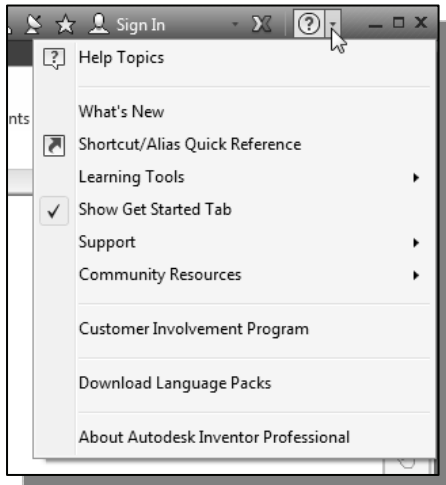 Sign In
Help Topics
nts
What's New
Shortcut/Alias Quick Reference
Learning Tools
Show Get Started Tab
Support
Community Resources
Customer Involvement Program
Download Language Packs
About Autodesk Inventor Professional